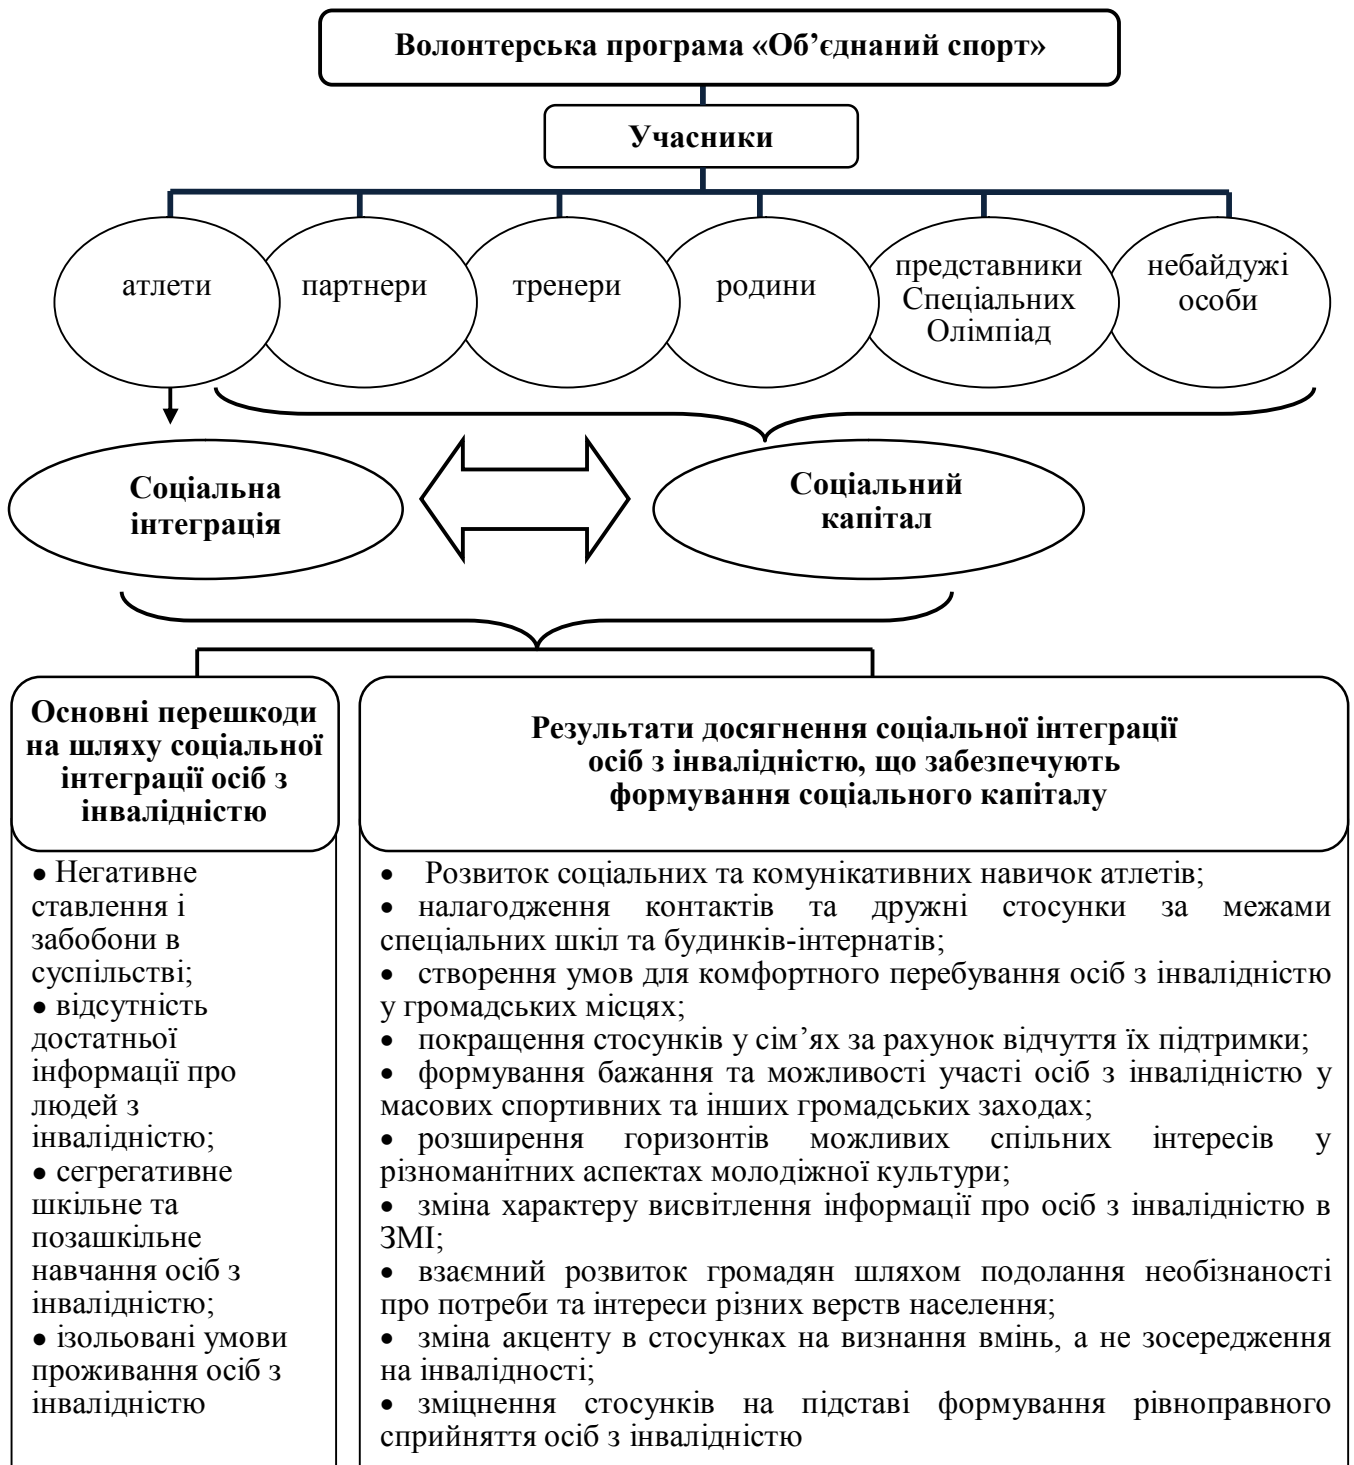 Волонтерська програма «Об’єднаний спорт»
Учасники
атлети
партнери
тренери
родини
представники
Спеціальних
Олімпіад
небайдужі
особи
Соціальна
інтеграція
Соціальний
капітал
Основні перешкоди
на шляху соціальної
інтеграції осіб з
інвалідністю
• Негативне
ставлення і
забобони в
суспільстві;
• відсутність
достатньої
інформації про
людей з
інвалідністю;
• сегрегативне
шкільне та
позашкільне
навчання осіб з
інвалідністю;
• ізольовані умови
проживання осіб з
інвалідністю
Результати досягнення соціальної інтеграції
осіб з інвалідністю, що забезпечують
формування соціального капіталу
• Розвиток соціальних та комунікативних навичок атлетів;
• налагодження контактів та дружні стосунки за межами
спеціальних шкіл та будинків-інтернатів;
• створення умов для комфортного перебування осіб з інвалідністю
у громадських місцях;
• покращення стосунків у сім’ях за рахунок відчуття їх підтримки;
• формування бажання та можливості участі осіб з інвалідністю у
масових спортивних та інших громадських заходах;
• розширення горизонтів можливих спільних інтересів у
різноманітних аспектах молодіжної культури;
• зміна характеру висвітлення інформації про осіб з інвалідністю в
ЗМІ;
• взаємний розвиток громадян шляхом подолання необізнаності
про потреби та інтереси різних верств населення;
• зміна акценту в стосунках на визнання вмінь, а не зосередження
на інвалідності;
• зміцнення стосунків на підставі формування рівноправного
сприйняття осіб з інвалідністю